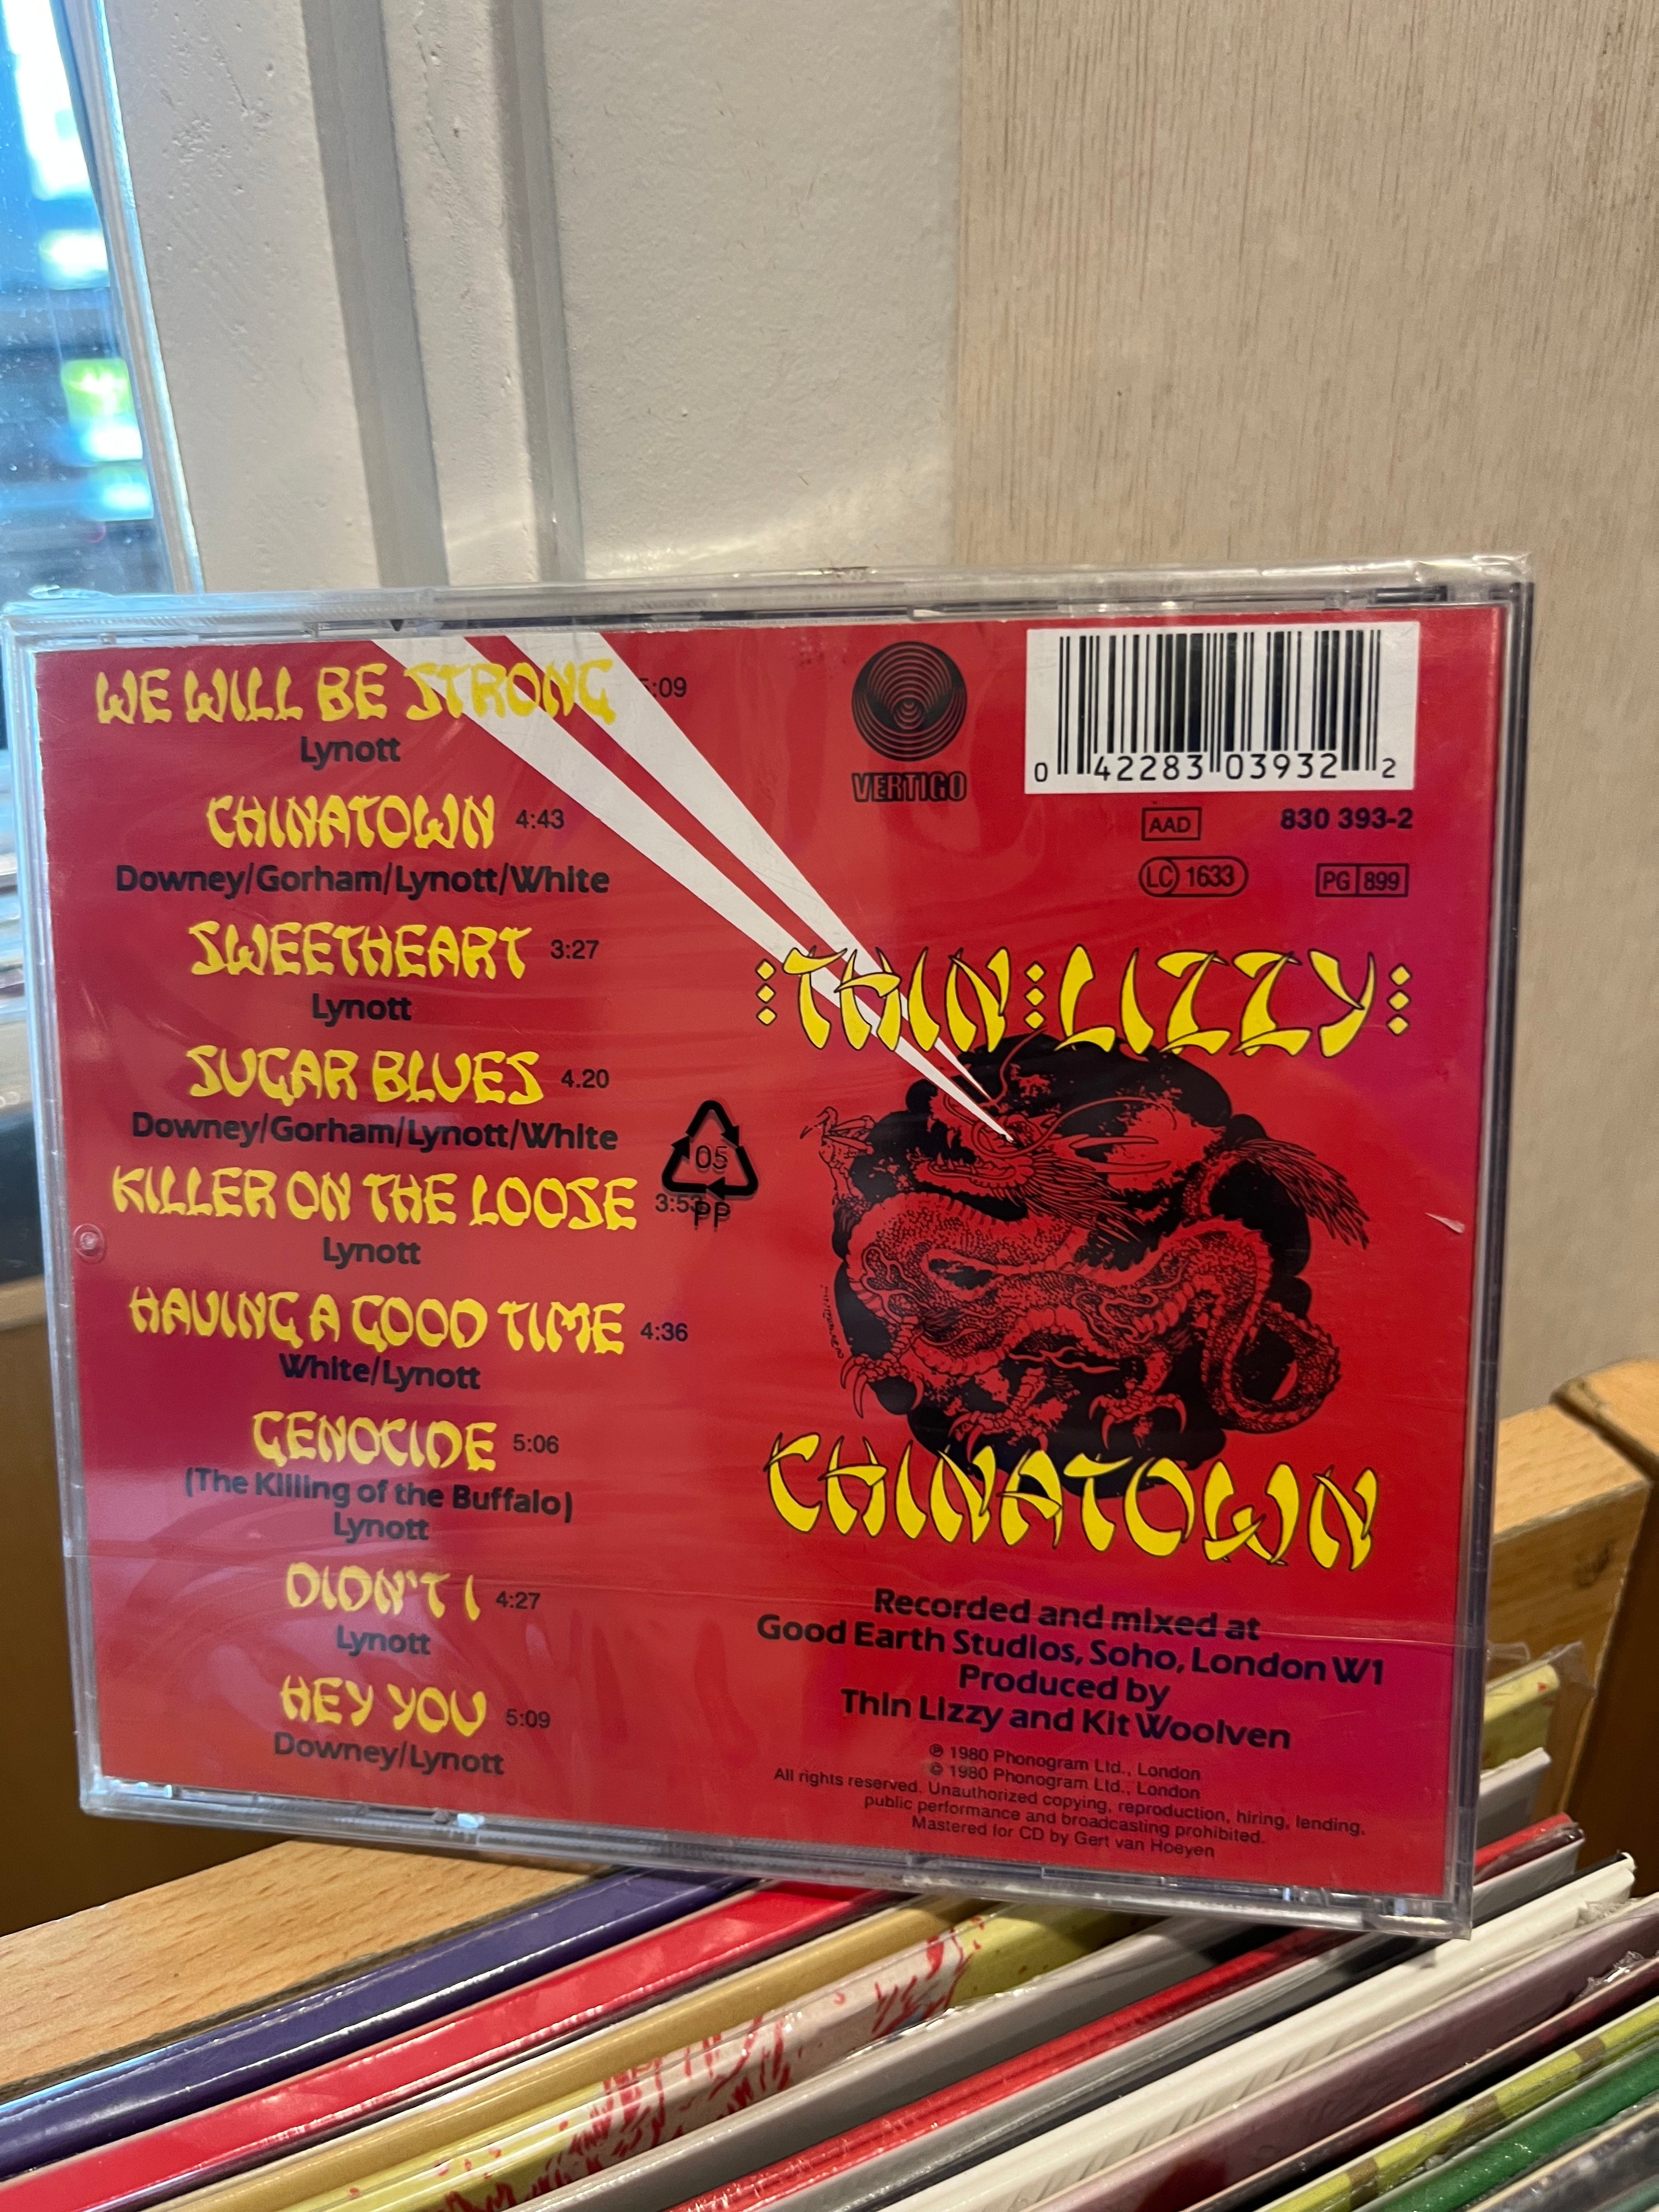 WE WILL BE STRONG 5:09
Lynott
CHINATOWN 4:43
Downey/Gorham/Lynott/White
SWEETHEART 3:27
Lynott
SUGAR BLUES 4.20
Downey/Gorham/Lynott/White
KILLER ON THE LOOSE 3:53
Lynott
HAVING A GOOD TIME 4:36
White/Lynott
GENOCIDE 5:06
(The Killing of the Buffalo)
Lynott
DIDN'T I 4:27
Lynott
HEY YOU 5:09
Downey/Lynott
05
PP
VERTIGO
0 42283 03932 2
AAD 830 393-2
LC 1633 PG 899
THIN LIZZY
CHINATOWN
Recorded and mixed at
Good Earth Studios, Soho, London W1
Produced by
Thin Lizzy and Kit Woolven
℗ 1980 Phonogram Ltd., London
© 1980 Phonogram Ltd., London
All rights reserved. Unauthorized copying, reproduction, hiring, lending,
public performance and broadcasting prohibited.
Mastered for CD by Gert van Hoeyen